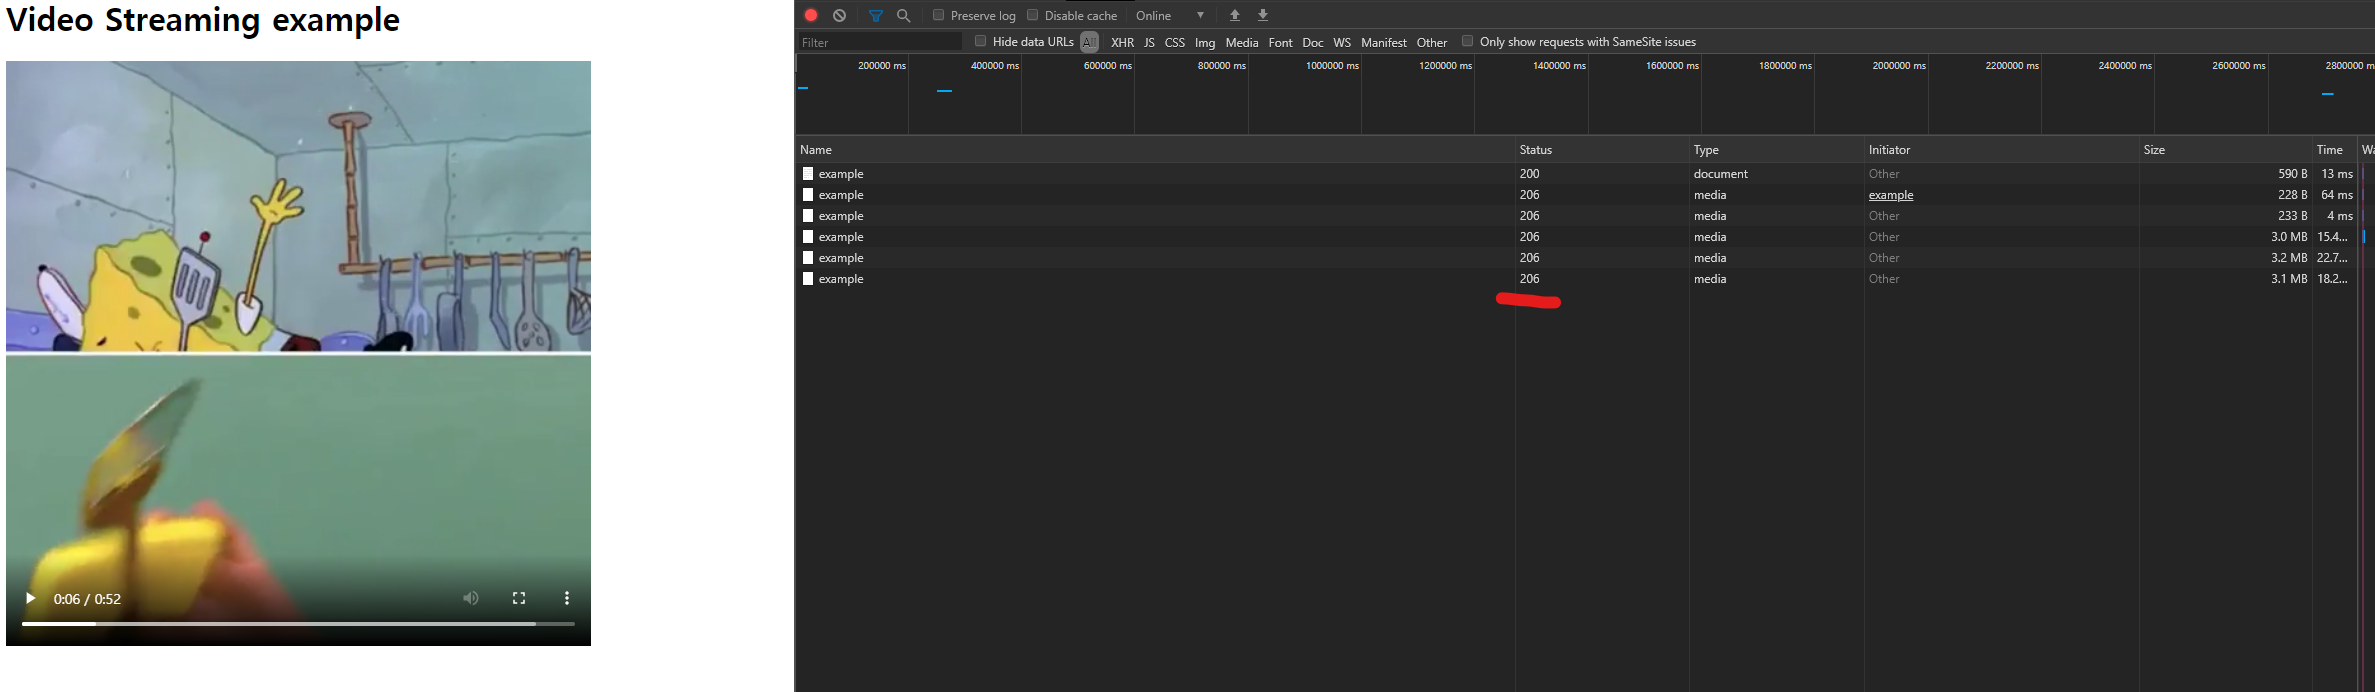 Video Streaming example
0:06 / 0:52
Preserve log Disable cache Online
Filter Hide data URLs All XHR JS CSS Img Media Font Doc WS Manifest Other Only show requests with SameSite issues
200000 ms 400000 ms 600000 ms 800000 ms 1000000 ms 1200000 ms 1400000 ms 1600000 ms 1800000 ms 2000000 ms 2200000 ms 2400000 ms 2600000 ms 2800000 m
Name Status Type Initiator Size Time Wa
example 200 document Other 590 B 13 ms
example 206 media example 228 B 64 ms
example 206 media Other 233 B 4 ms
example 206 media Other 3.0 MB 15.4...
example 206 media Other 3.2 MB 22.7...
example 206 media Other 3.1 MB 18.2...